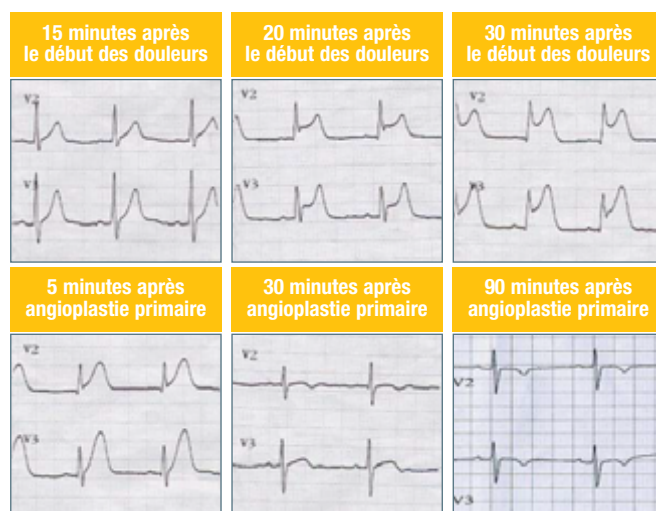 15 minutes après
le début des douleurs
20 minutes après
le début des douleurs
30 minutes après
le début des douleurs
V2
V3
V2
V3
V2
V3
5 minutes après
angioplastie primaire
30 minutes après
angioplastie primaire
90 minutes après
angioplastie primaire
V2
V3
V2
V3
V2
V3